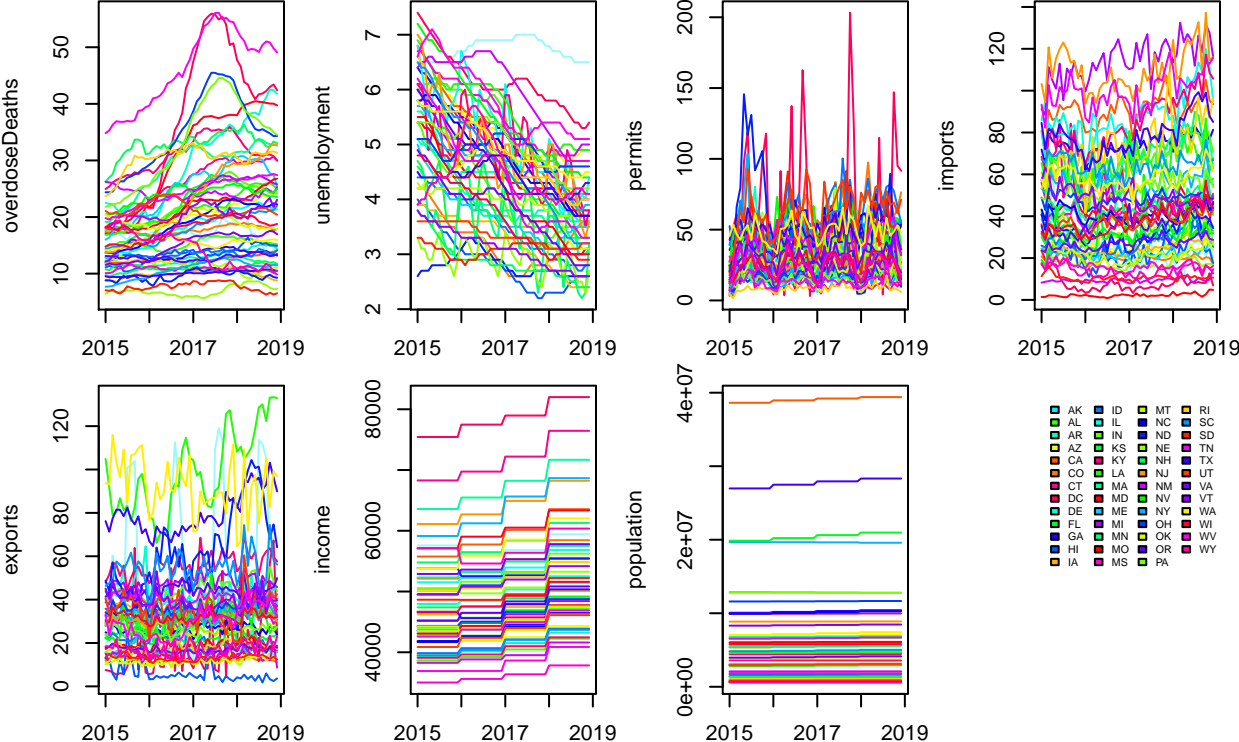 overdoseDeaths
10
20
30
40
50
2015
2017
2019
unemployment
2
3
4
5
6
7
2015
2017
2019
permits
0
50
100
150
200
2015
2017
2019
imports
0
20
40
60
80
120
2015
2017
2019
exports
0
20
40
60
80
120
2015
2017
2019
income
40000
60000
80000
2015
2017
2019
population
0e+00
2e+07
4e+07
2015
2017
2019
AK ID MT RI
AL IL NC SC
AR IN ND SD
AZ KS NE TN
CA KY NH TX
CO LA NJ UT
CT MA NM VA
DC MD NV VT
DE ME NY WA
FL MI OH WI
GA MN OK WV
HI MO OR WY
IA MS PA